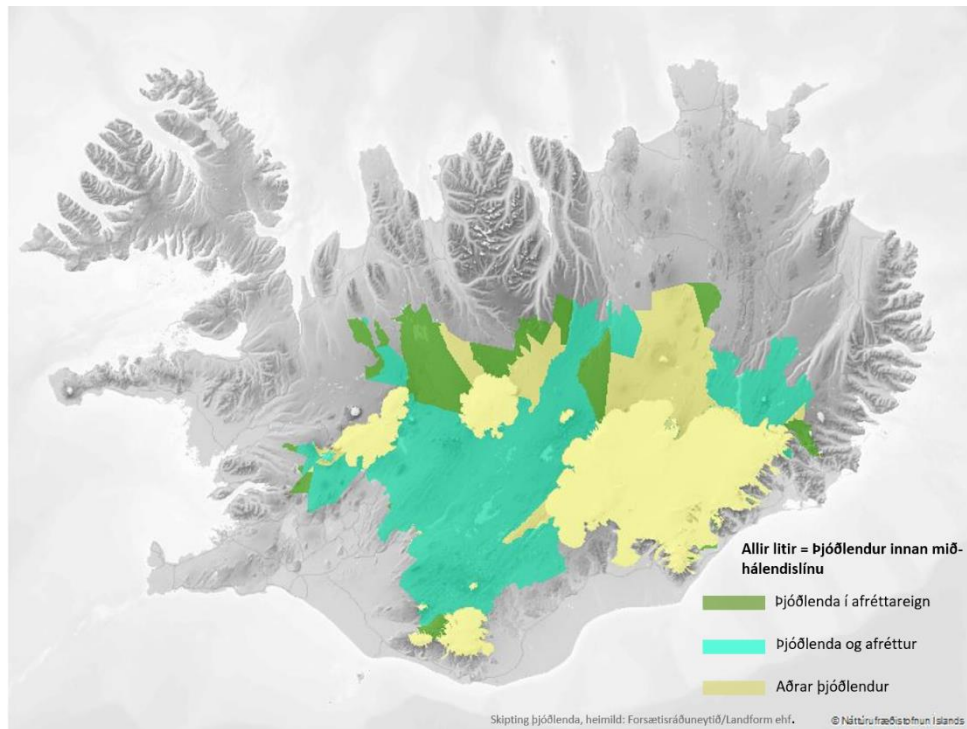 Allir litir = Þjóðlendur innan mið-
hálendislínu
Þjóðlenda í afréttareign
Þjóðlenda og afréttur
Aðrar þjóðlendur
Skipting þjóðlenda, heimild: Forsætisráðuneytið/Landform ehf.
© Náttúrufræðistofnun Íslands